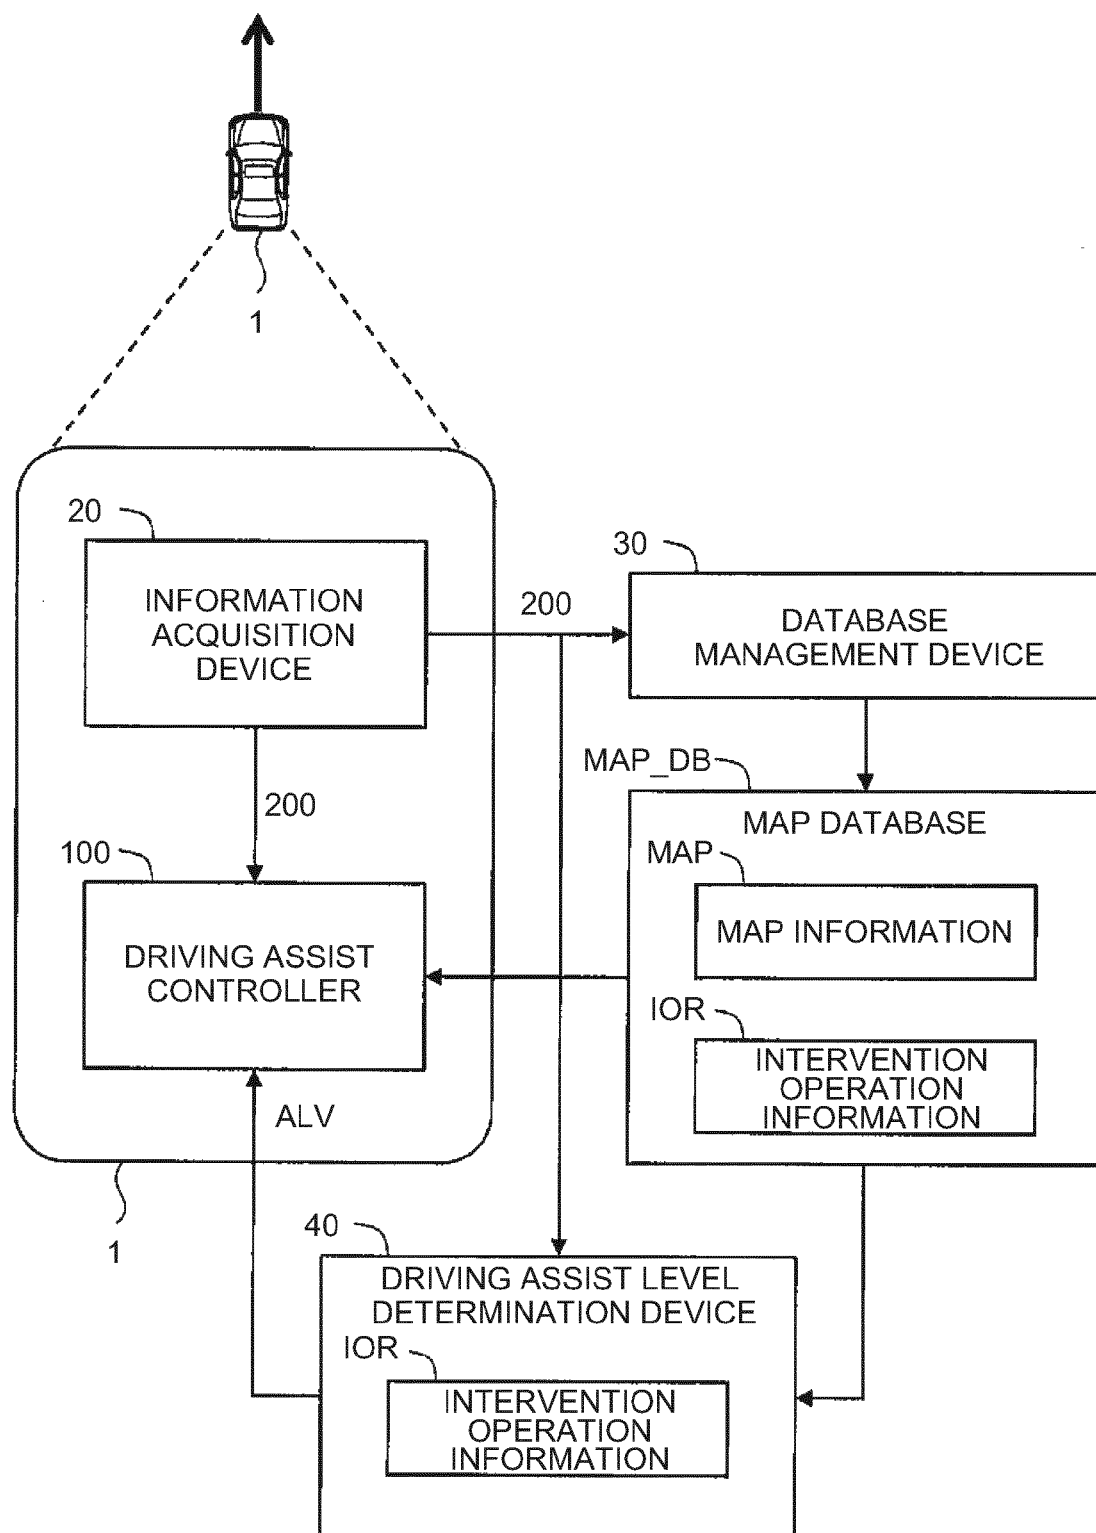 1
20
INFORMATION
ACQUISITION
DEVICE
200
30
DATABASE
MANAGEMENT DEVICE
200
MAP_DB
MAP DATABASE
MAP
MAP INFORMATION
100
DRIVING ASSIST
CONTROLLER
IOR
INTERVENTION
OPERATION
INFORMATION
ALV
1
40
DRIVING ASSIST LEVEL
DETERMINATION DEVICE
IOR
INTERVENTION
OPERATION
INFORMATION